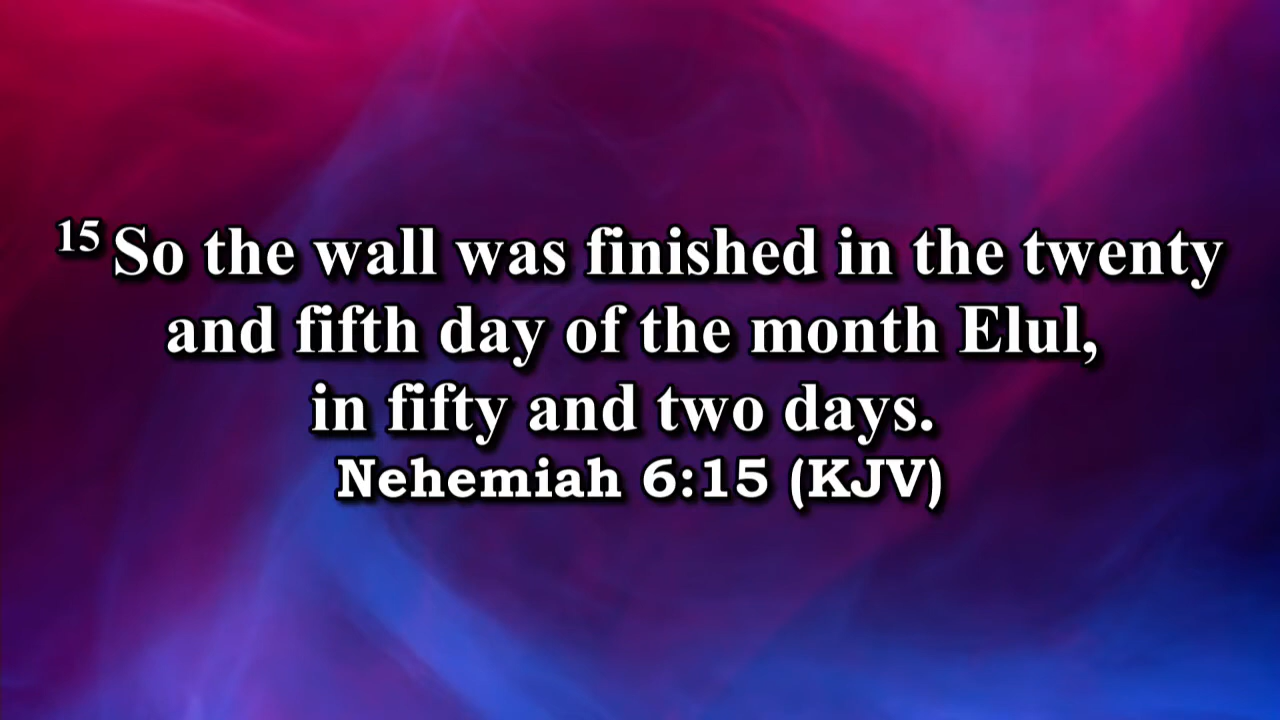 15 So the wall was finished in the twenty
and fifth day of the month Elul,
in fifty and two days.
Nehemiah 6:15 (KJV)